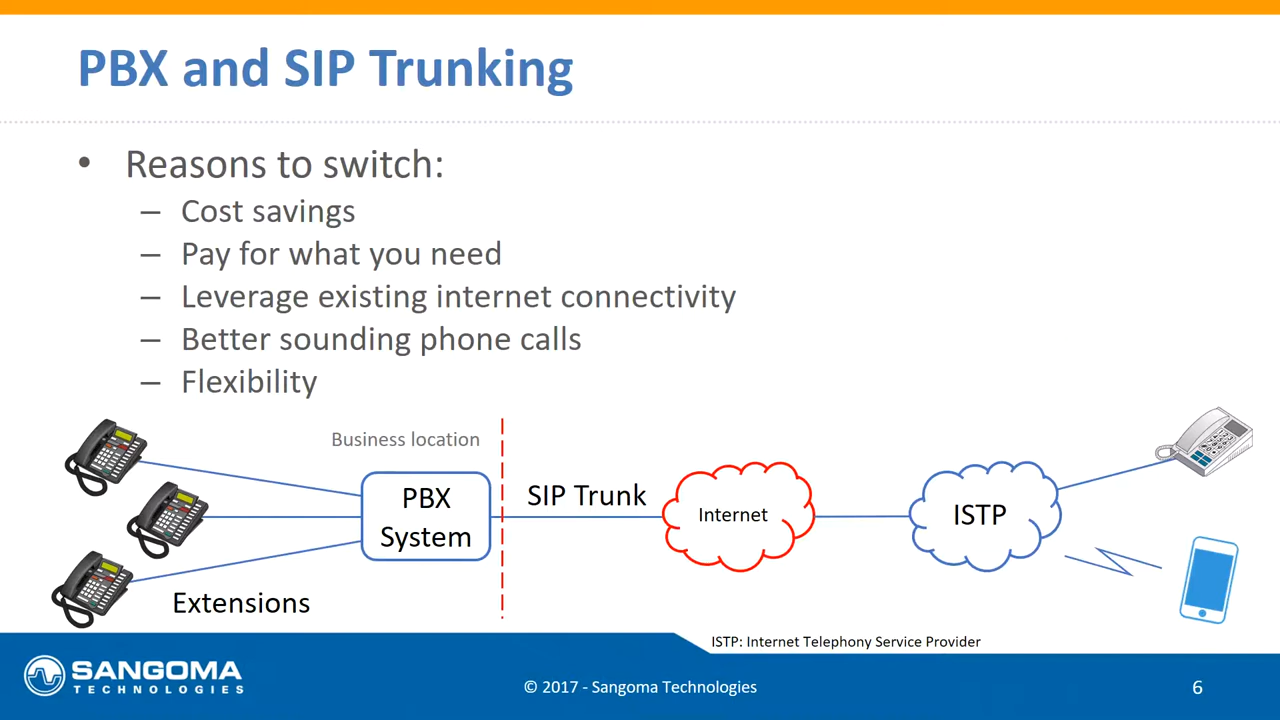 PBX and SIP Trunking
• Reasons to switch:
– Cost savings
– Pay for what you need
– Leverage existing internet connectivity
– Better sounding phone calls
– Flexibility
Business location
PBX
System
SIP Trunk
Internet
ISTP
Extensions
ISTP: Internet Telephony Service Provider
SANGOMA
TECHNOLOGIES
© 2017 - Sangoma Technologies
6